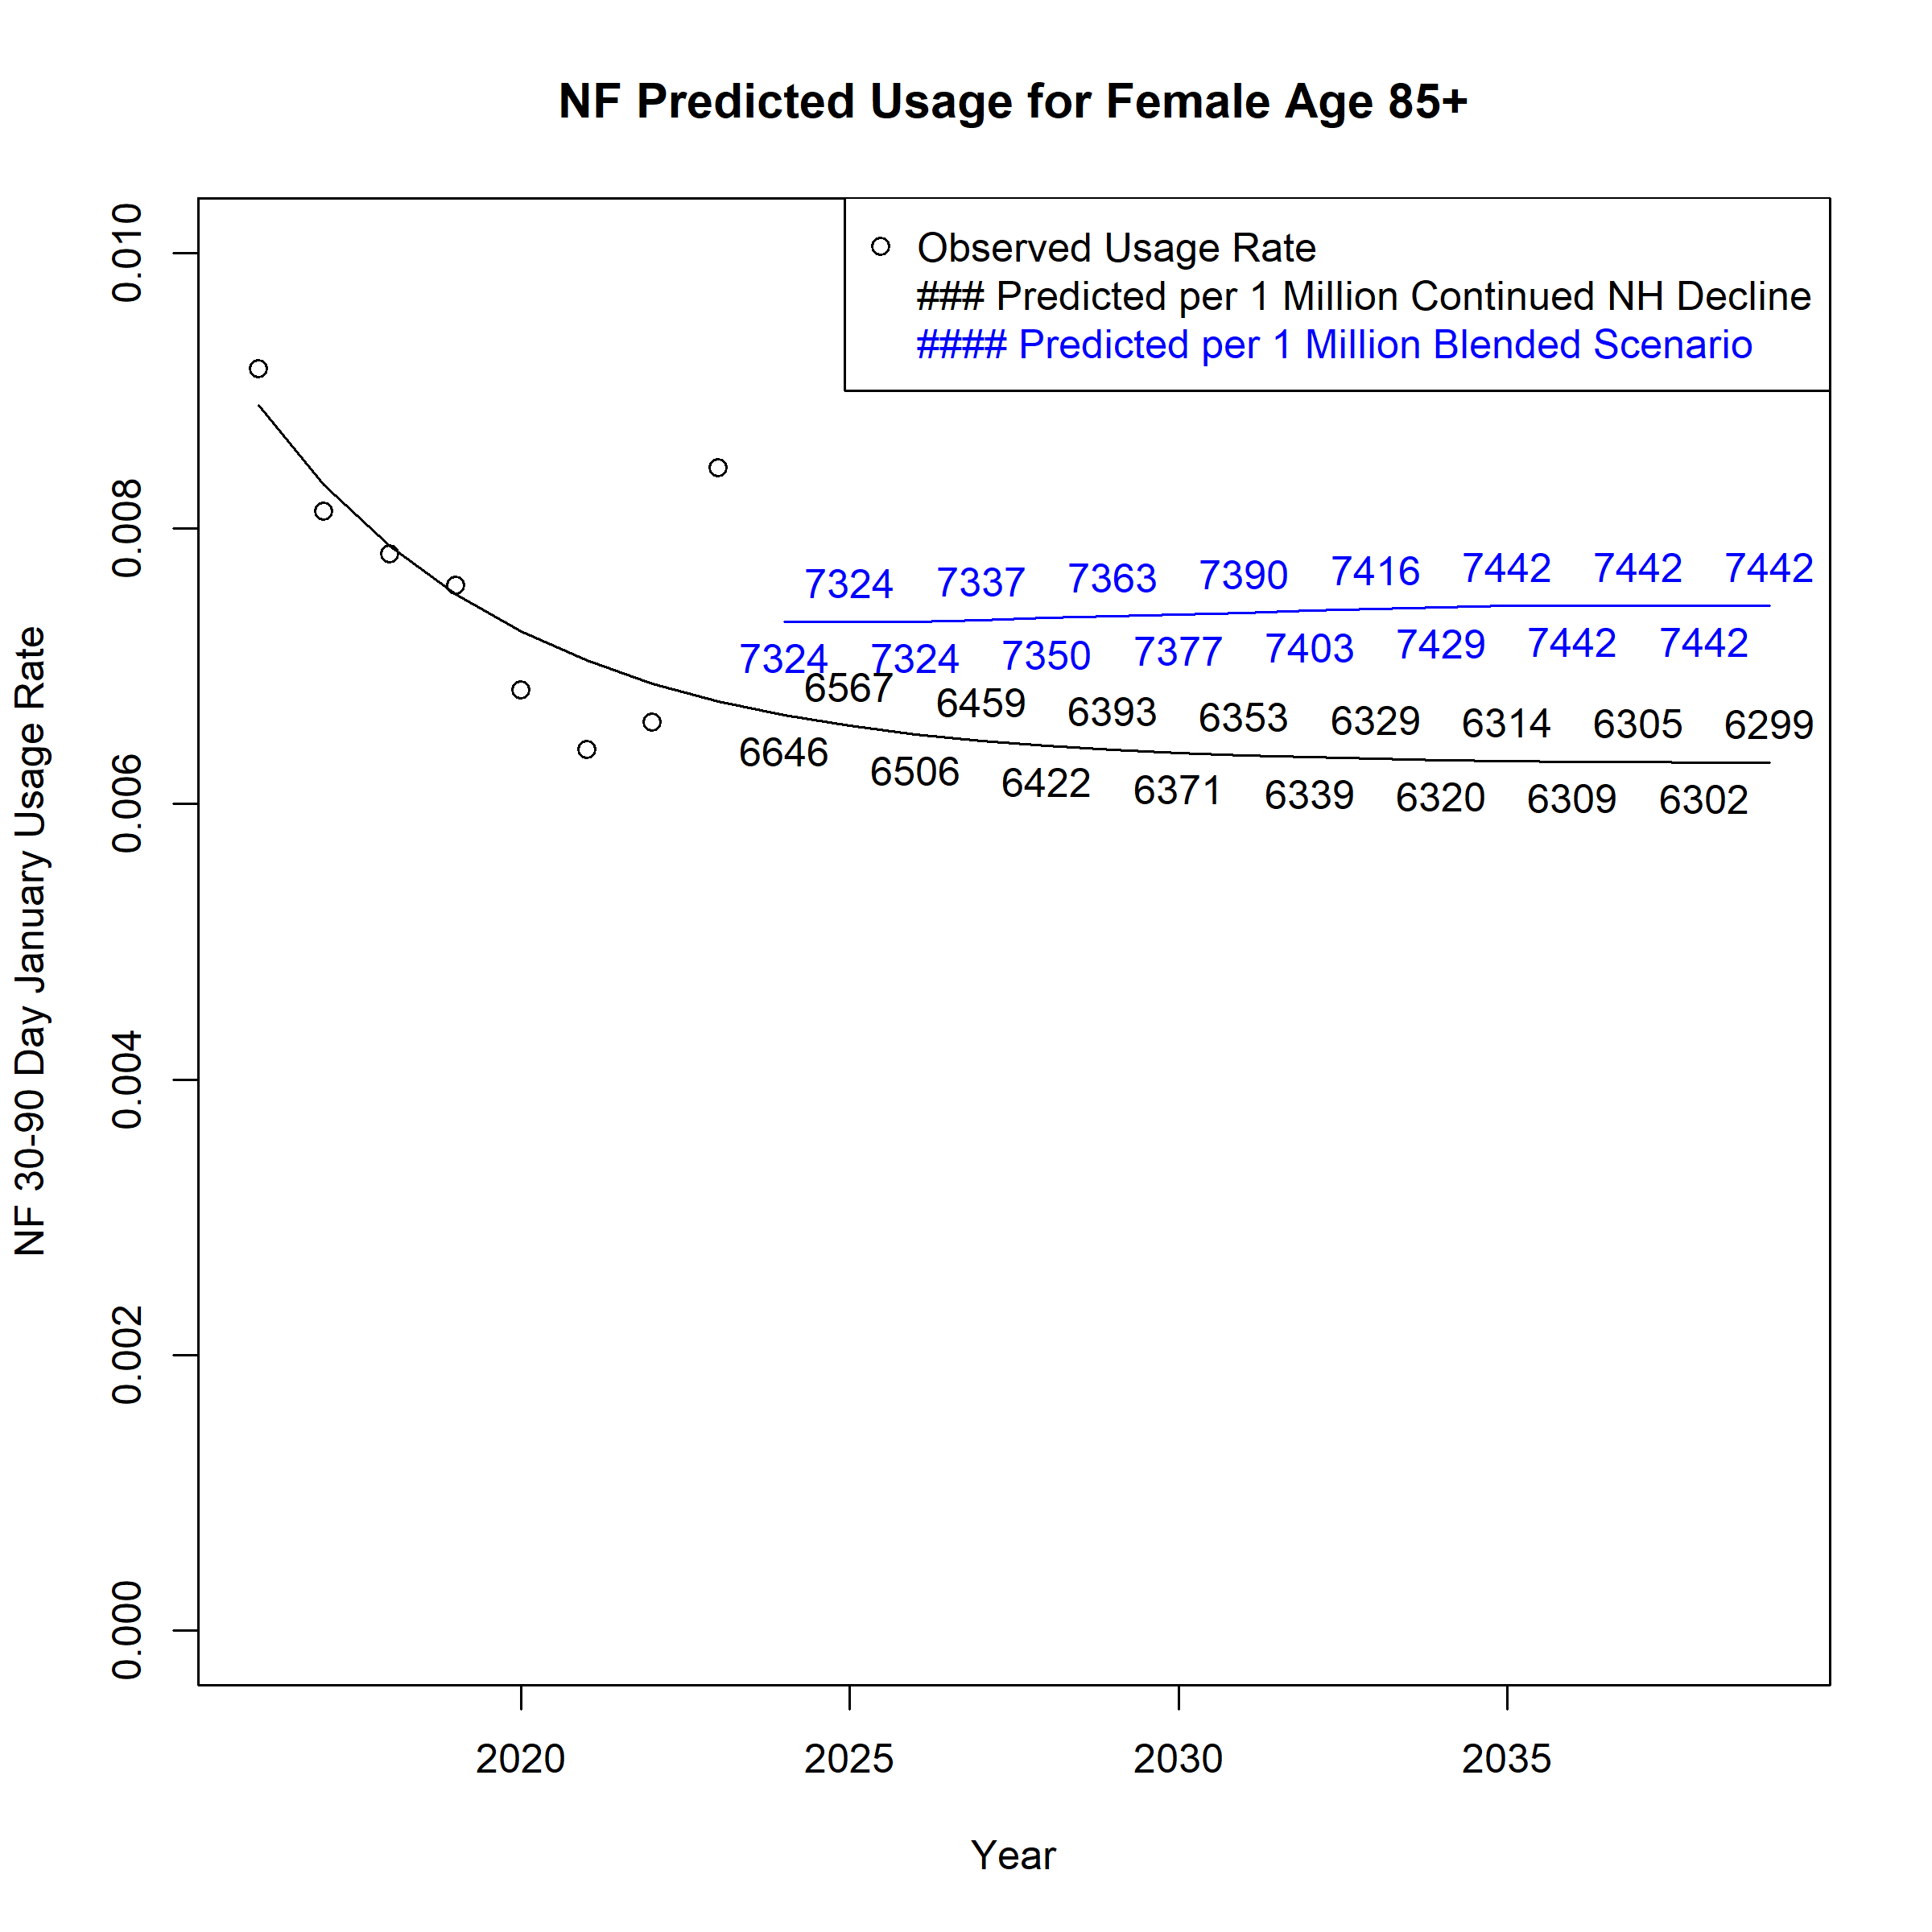 NF Predicted Usage for Female Age 85+
Observed Usage Rate
### Predicted per 1 Million Continued NH Decline
#### Predicted per 1 Million Blended Scenario
NF 30-90 Day January Usage Rate
0.010
0.008
0.006
0.004
0.002
0.000
7324 7337 7363 7390 7416 7442 7442 7442
7324 7324 7350 7377 7403 7429 7442 7442
6567 6459 6393 6353 6329 6314 6305 6299
6646 6506 6422 6371 6339 6320 6309 6302
2020 2025 2030 2035
Year